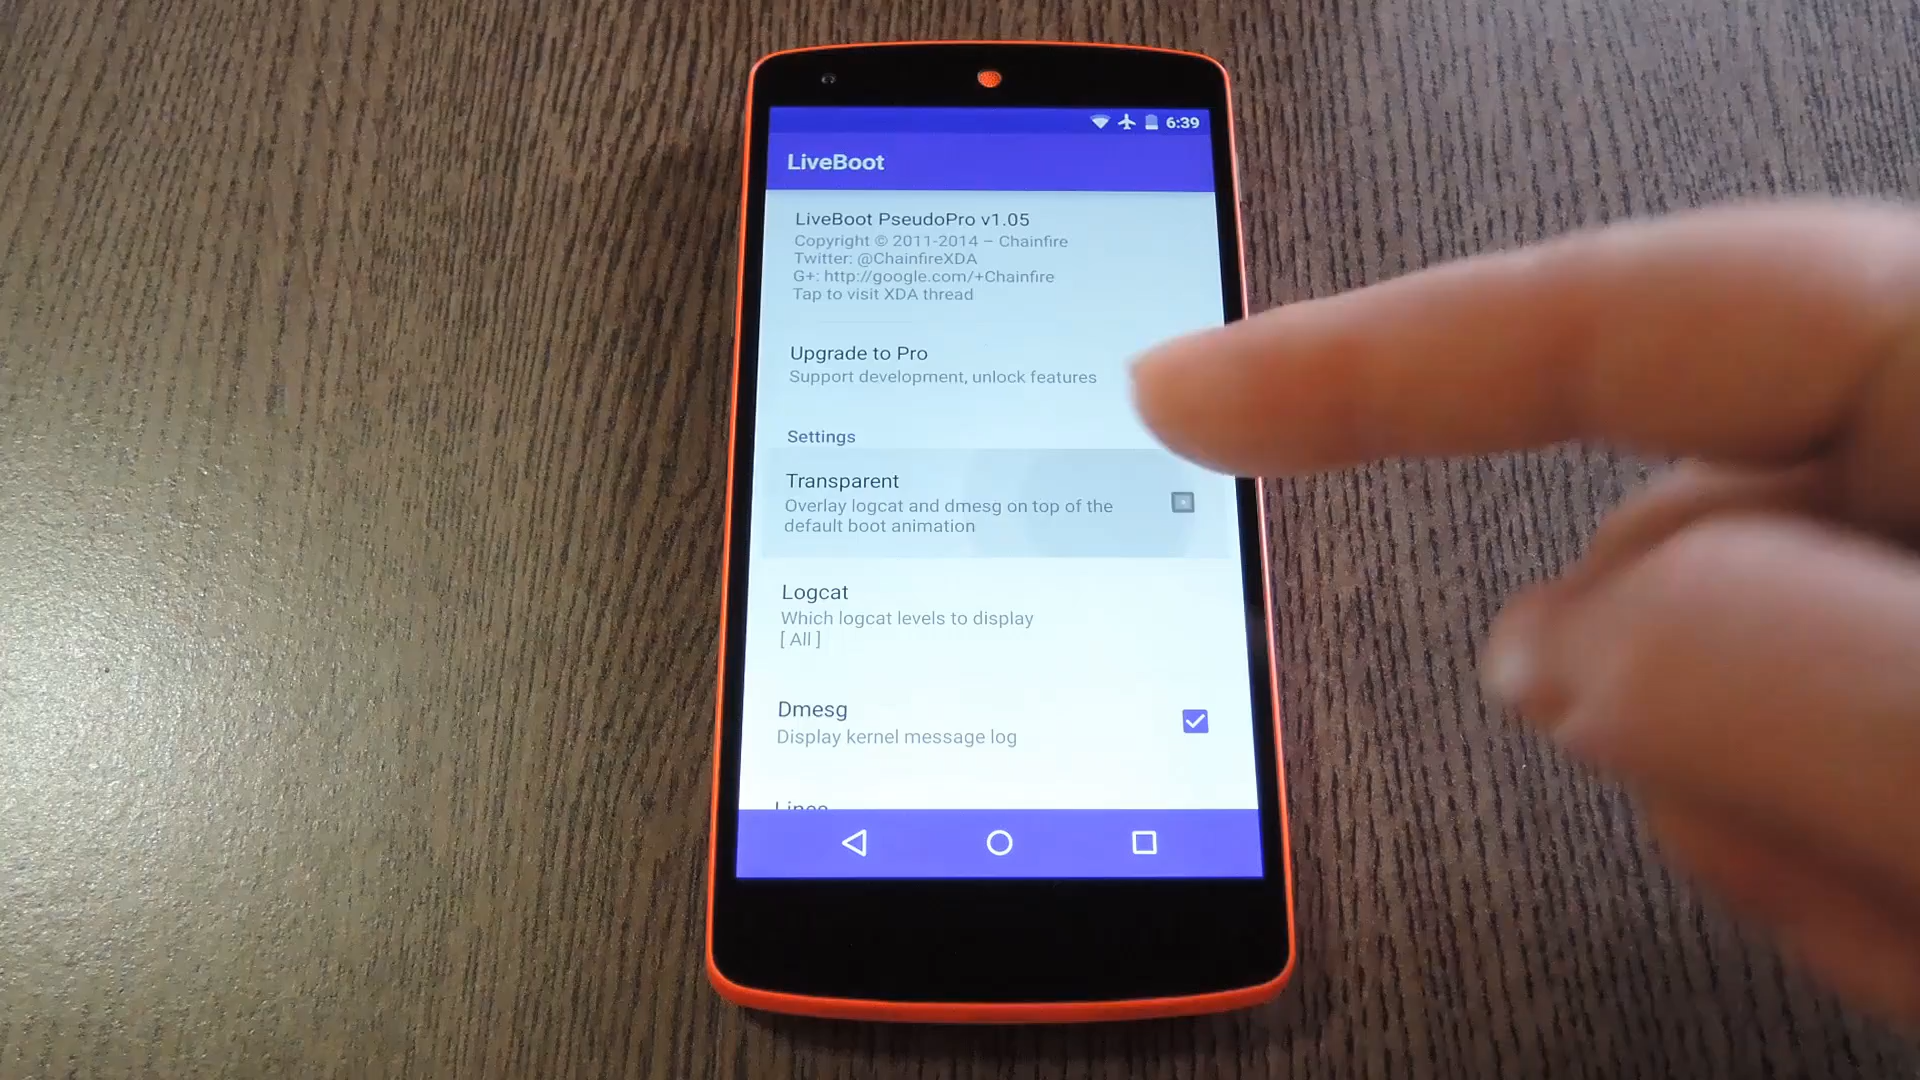 6:39
LiveBoot
LiveBoot PseudoPro v1.05
Copyright © 2011-2014 – Chainfire
Twitter: @ChainfireXDA
G+: http://google.com/+Chainfire
Tap to visit XDA thread
Upgrade to Pro
Support development, unlock features
Settings
Transparent
Overlay logcat and dmesg on top of the
default boot animation
Logcat
Which logcat levels to display
[ All ]
Dmesg
Display kernel message log